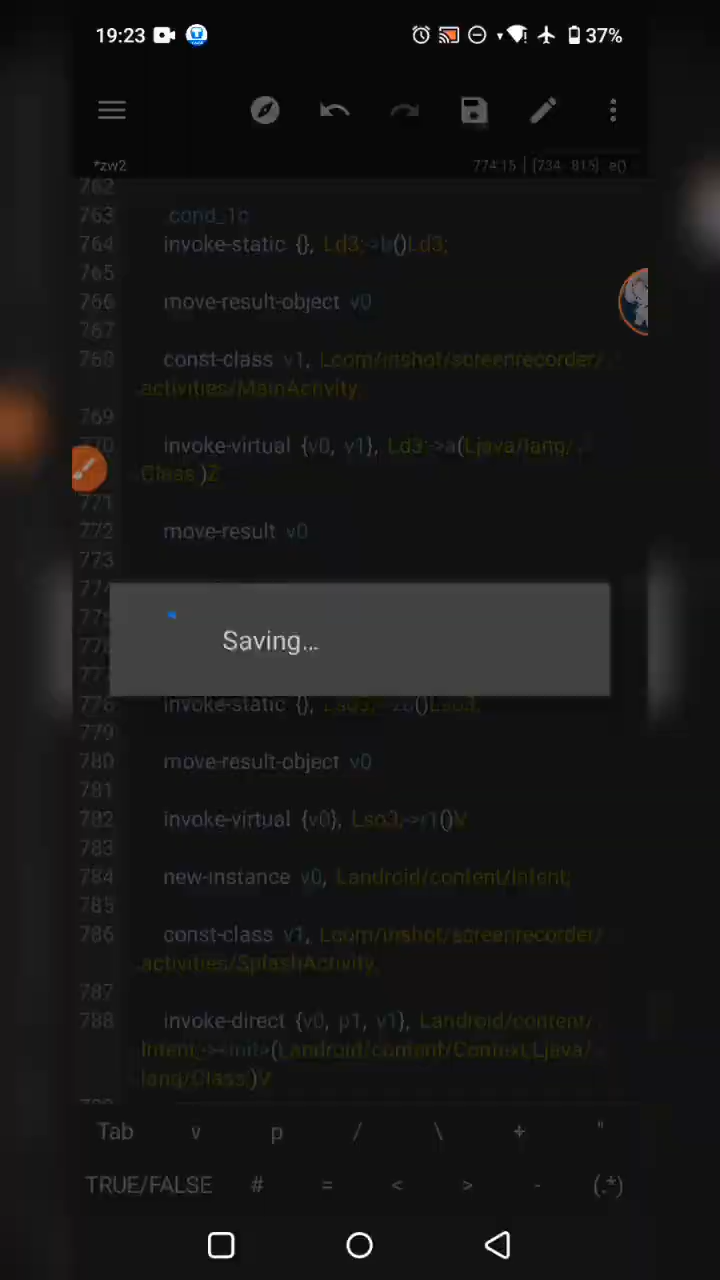 19:23 37%
*zw2 774:15 | [734 - 815] e()
762
763 cond_1c
764 invoke-static {}, Ld3;->b()Ld3;
765
766 move-result-object v0
767
768 const-class v1, Lcom/inshot/screenrecorder/
activities/MainActivity;
769
770 invoke-virtual {v0, v1}, Ld3;->a(Ljava/lang/
Class;)Z
771
772 move-result v0
773
Saving...
779
780 move-result-object v0
781
782 invoke-virtual {v0}, Lso3;->r1()V
783
784 new-instance v0, Landroid/content/Intent;
785
786 const-class v1, Lcom/inshot/screenrecorder/
activities/SplashActivity;
787
788 invoke-direct {v0, p1, v1}, Landroid/content/
Intent;-><init>(Landroid/content/Context;Ljava/
lang/Class;)V
Tab v p / \ + "
TRUE/FALSE # = < > - (.*)